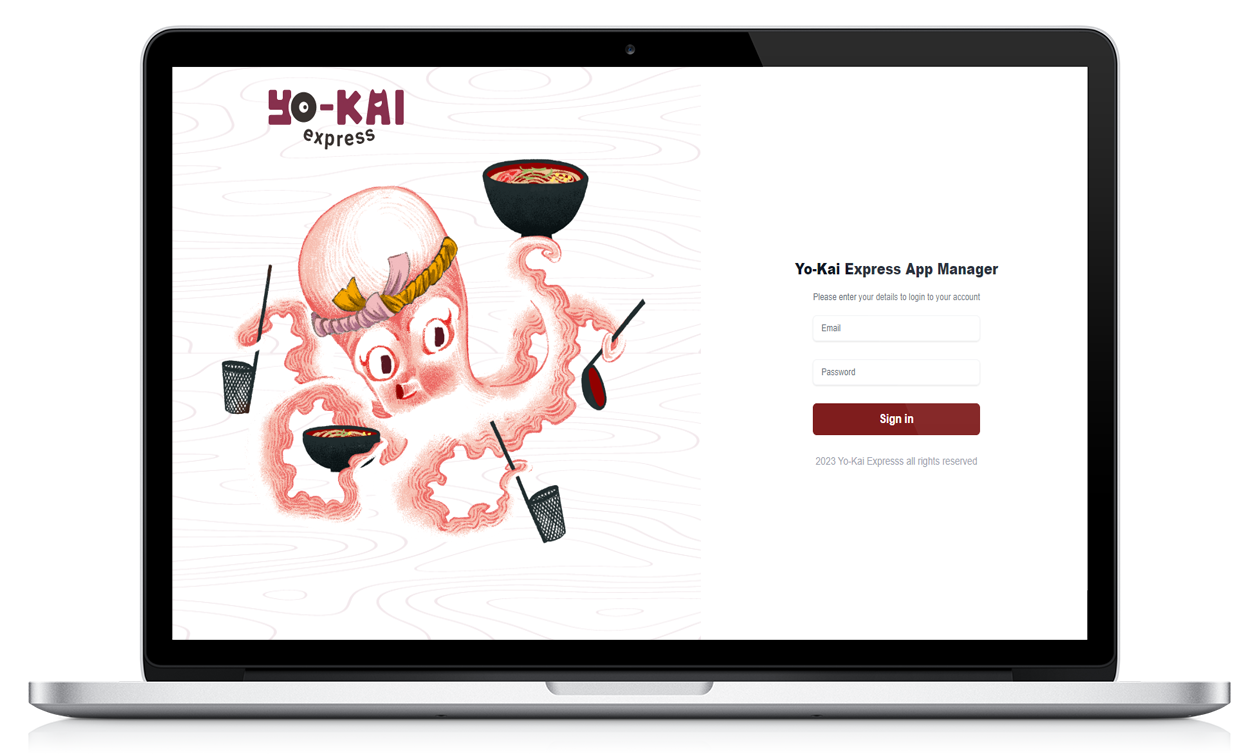 YO-KAI
express
Yo-Kai Express App Manager
Please enter your details to login to your account
Email
Password
Sign in
2023 Yo-Kai Expresss all rights reserved